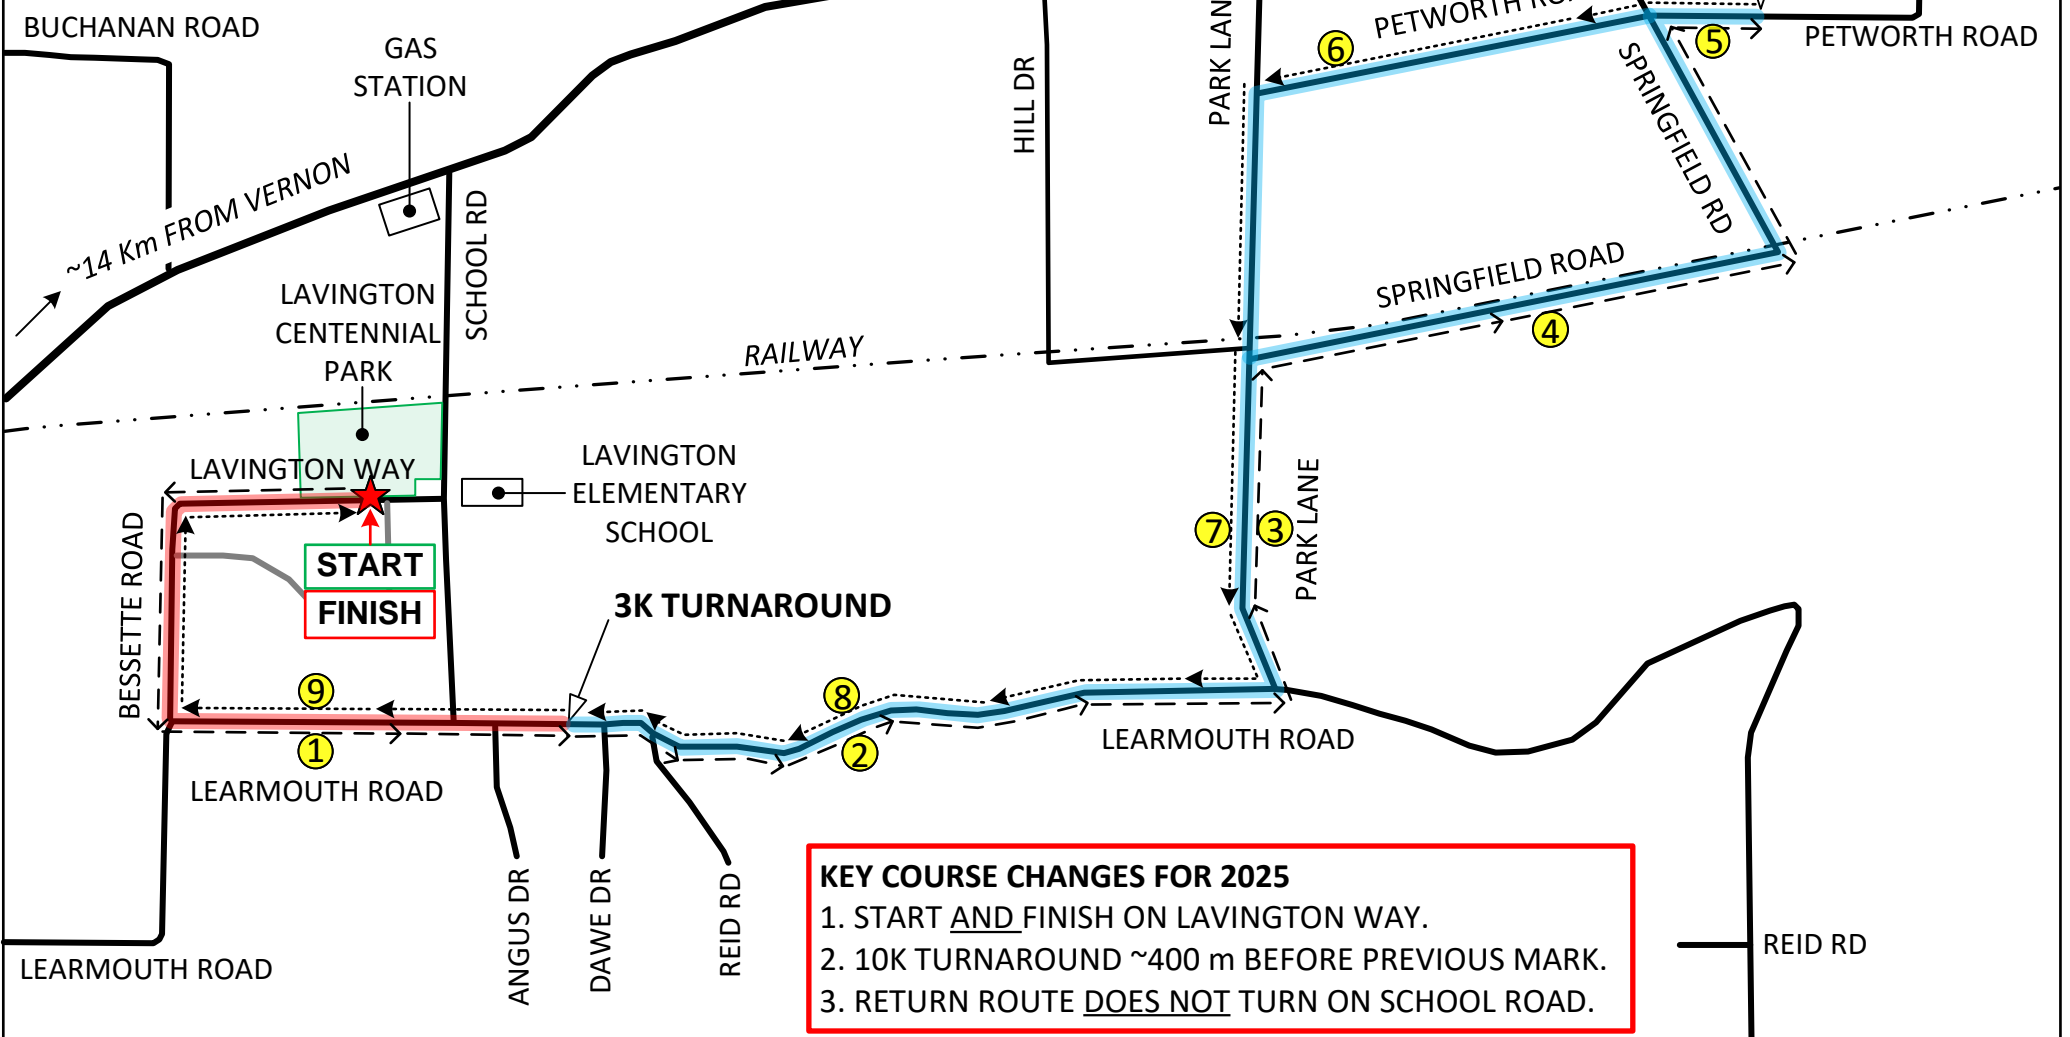 BUCHANAN ROAD
GAS
STATION
~14 Km FROM VERNON
SCHOOL RD
HILL DR
PARK LAN
PETWORTH RO
PETWORTH ROAD
SPRINGFIELD RD
SPRINGFIELD ROAD
6
5
4
LAVINGTON
CENTENNIAL
PARK
RAILWAY
LAVINGTON WAY
LAVINGTON
ELEMENTARY
SCHOOL
START
FINISH
BESSETTE ROAD
3K TURNAROUND
7
3
PARK LANE
9
1
8
2
LEARMOUTH ROAD
LEARMOUTH ROAD
LEARMOUTH ROAD
ANGUS DR
DAWE DR
REID RD
REID RD
KEY COURSE CHANGES FOR 2025
1. START AND FINISH ON LAVINGTON WAY.
2. 10K TURNAROUND ~400 m BEFORE PREVIOUS MARK.
3. RETURN ROUTE DOES NOT TURN ON SCHOOL ROAD.